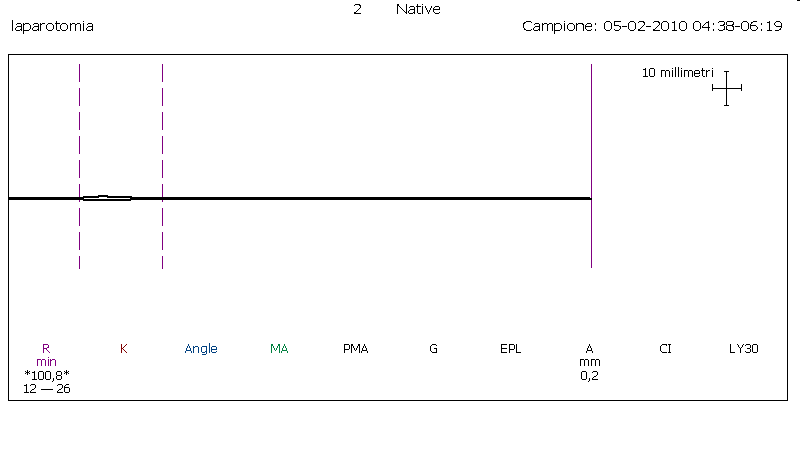 2 Native
laparotomia Campione: 05-02-2010 04:38-06:19
10 millimetri
R K Angle MA PMA G EPL A CI LY30
min mm
*100,8* 0,2
12 — 26